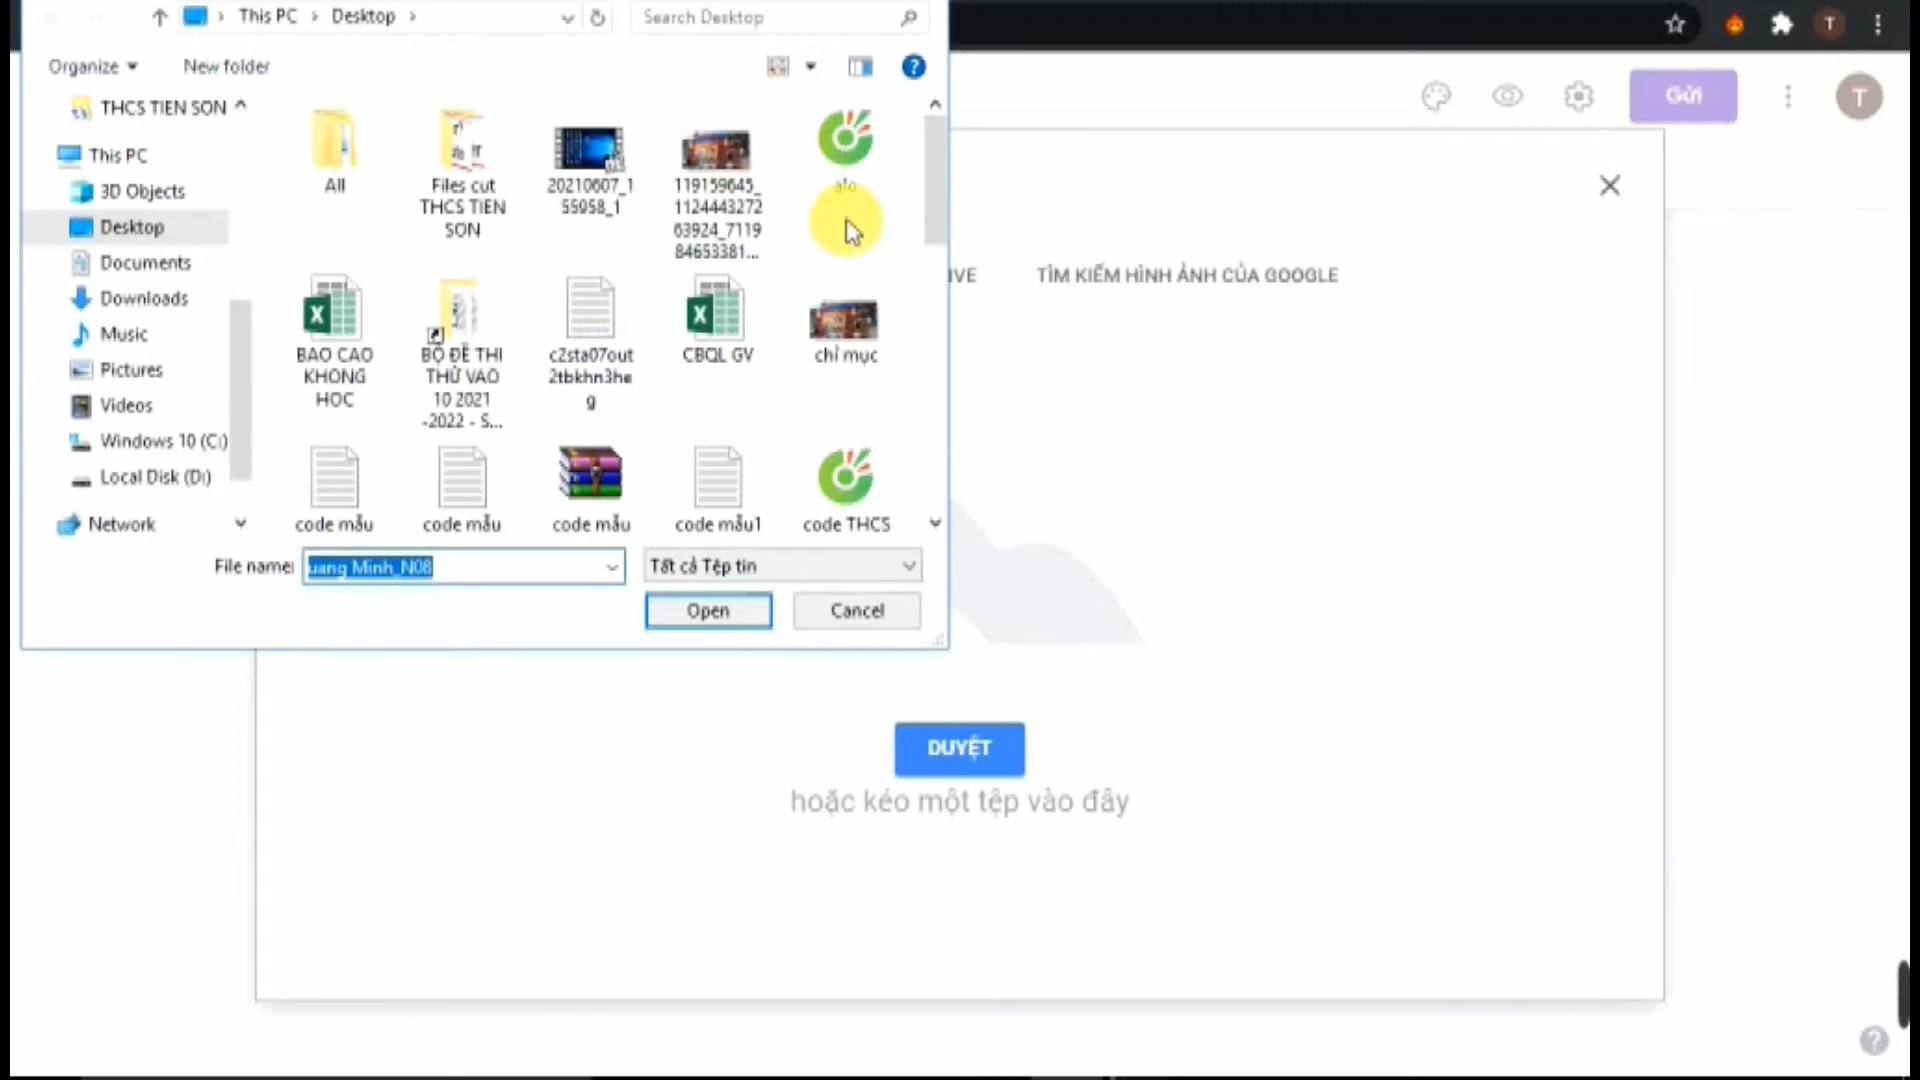 This PC
Desktop
Search Desktop
Organize
New folder
THCS TIEN SON
This PC
3D Objects
Desktop
Documents
Downloads
Music
Pictures
Videos
Windows 10 (C:)
Local Disk (D:)
Network
All
Files cut
THCS TIEN
SON
20210607_1
55958_1
119159645_
1124443272
63924_7119
84653381...
alo
BAO CAO
KHONG
HOC
BỘ ĐỀ THI
THỬ VAO
10 2021
-2022 - S...
c2sta07out
2tbkhn3he
g
CBQL GV
chỉ mục
code mẫu
code mẫu
code mẫu
code mẫu1
code THCS
File name:
uang Minh_N08
Tất cả Tệp tin
Open
Cancel
T
Gửi
T
IVE
TÌM KIẾM HÌNH ẢNH CỦA GOOGLE
DUYỆT
hoặc kéo một tệp vào đây